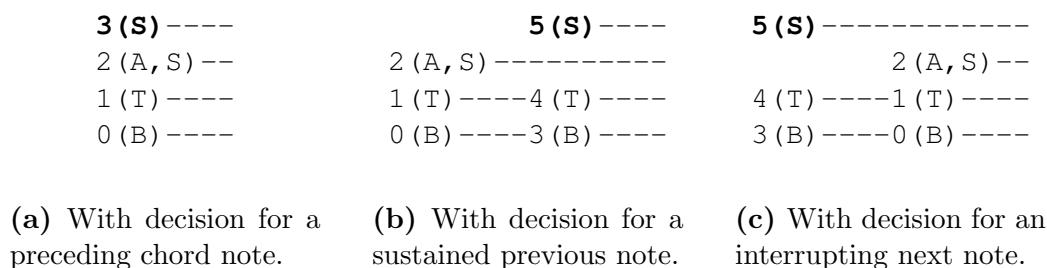 3(S)----
2(A,S)--
1(T)----
0(B)----
(a) With decision for a
preceding chord note.
5(S)----
2(A,S)----------
1(T)----4(T)----
0(B)----3(B)----
(b) With decision for a
sustained previous note.
5(S)------------
2(A,S)--
4(T)----1(T)----
3(B)----0(B)----
(c) With decision for an
interrupting next note.